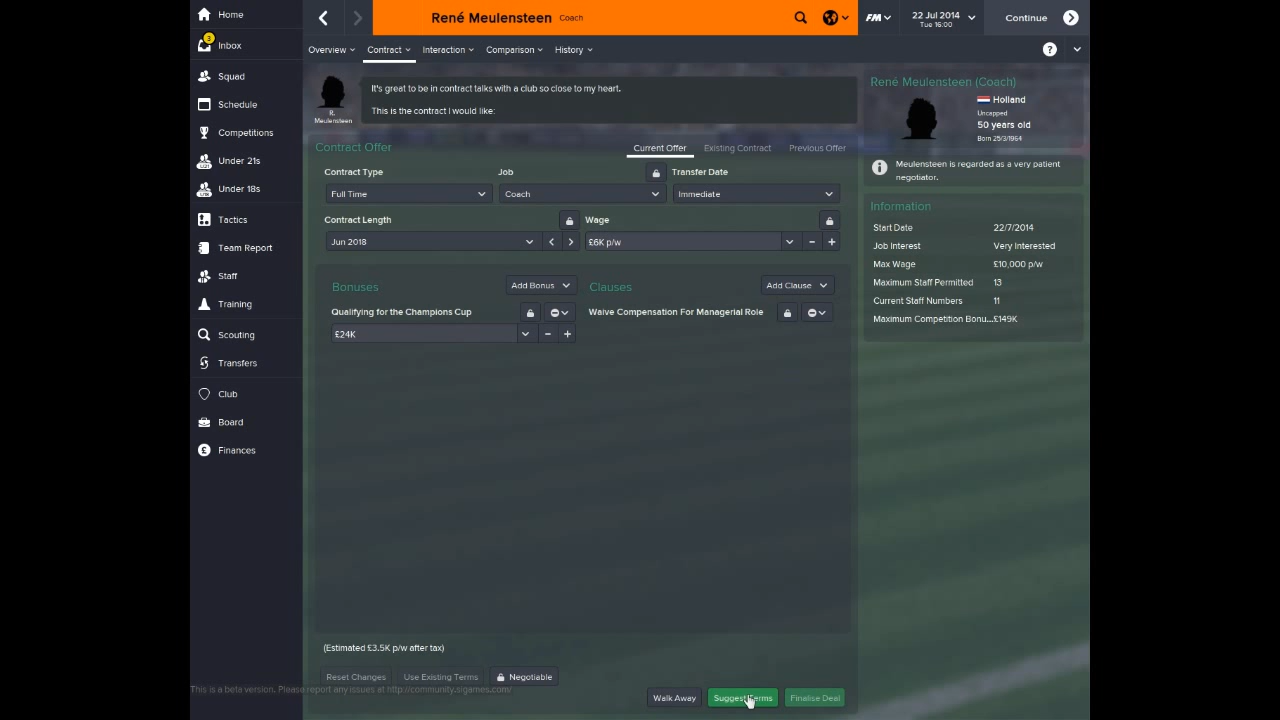 Home
Inbox
3
Squad
Schedule
Competitions
Under 21s
Under 18s
Tactics
Team Report
Staff
Training
Scouting
Transfers
Club
Board
Finances
René Meulensteen Coach
FM
22 Jul 2014
Tue 16:00
Continue
Overview Contract Interaction Comparison History
?
R.
Meulensteen
It's great to be in contract talks with a club so close to my heart.
This is the contract I would like:
Contract Offer
Current Offer Existing Contract Previous Offer
Contract Type Job Transfer Date
Full Time Coach Immediate
Contract Length Wage
Jun 2018 £6K p/w
Bonuses Add Bonus Clauses Add Clause
Qualifying for the Champions Cup Waive Compensation For Managerial Role
£24K
(Estimated £3.5K p/w after tax)
Reset Changes Use Existing Terms Negotiable
This is a beta version. Please report any issues at http://community.sigames.com/
Walk Away Suggest Terms Finalise Deal
René Meulensteen (Coach)
Holland
Uncapped
50 years old
Born 25/3/1964
Meulensteen is regarded as a very patient
negotiator.
Information
Start Date 22/7/2014
Job Interest Very Interested
Max Wage £10,000 p/w
Maximum Staff Permitted 13
Current Staff Numbers 11
Maximum Competition Bonu...£149K